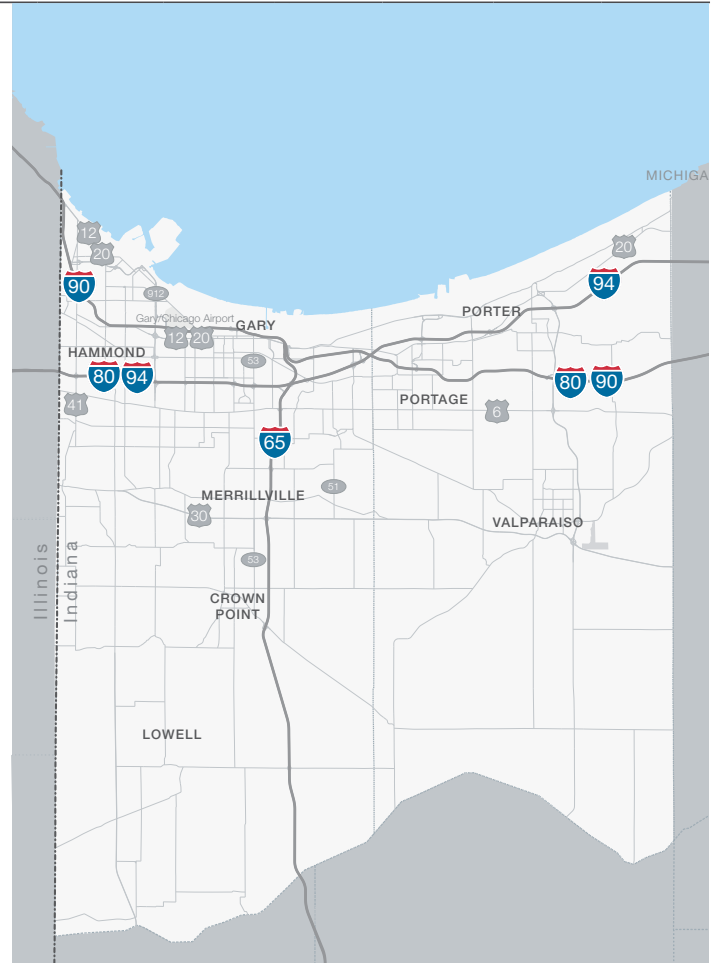 MICHIGA
12
20
20
90
94
912
Gary/Chicago Airport
GARY
PORTER
12
20
HAMMOND
53
80
94
80
90
41
PORTAGE
6
65
51
MERRILLVILLE
30
VALPARAISO
53
Illinois
Indiana
CROWN
POINT
LOWELL